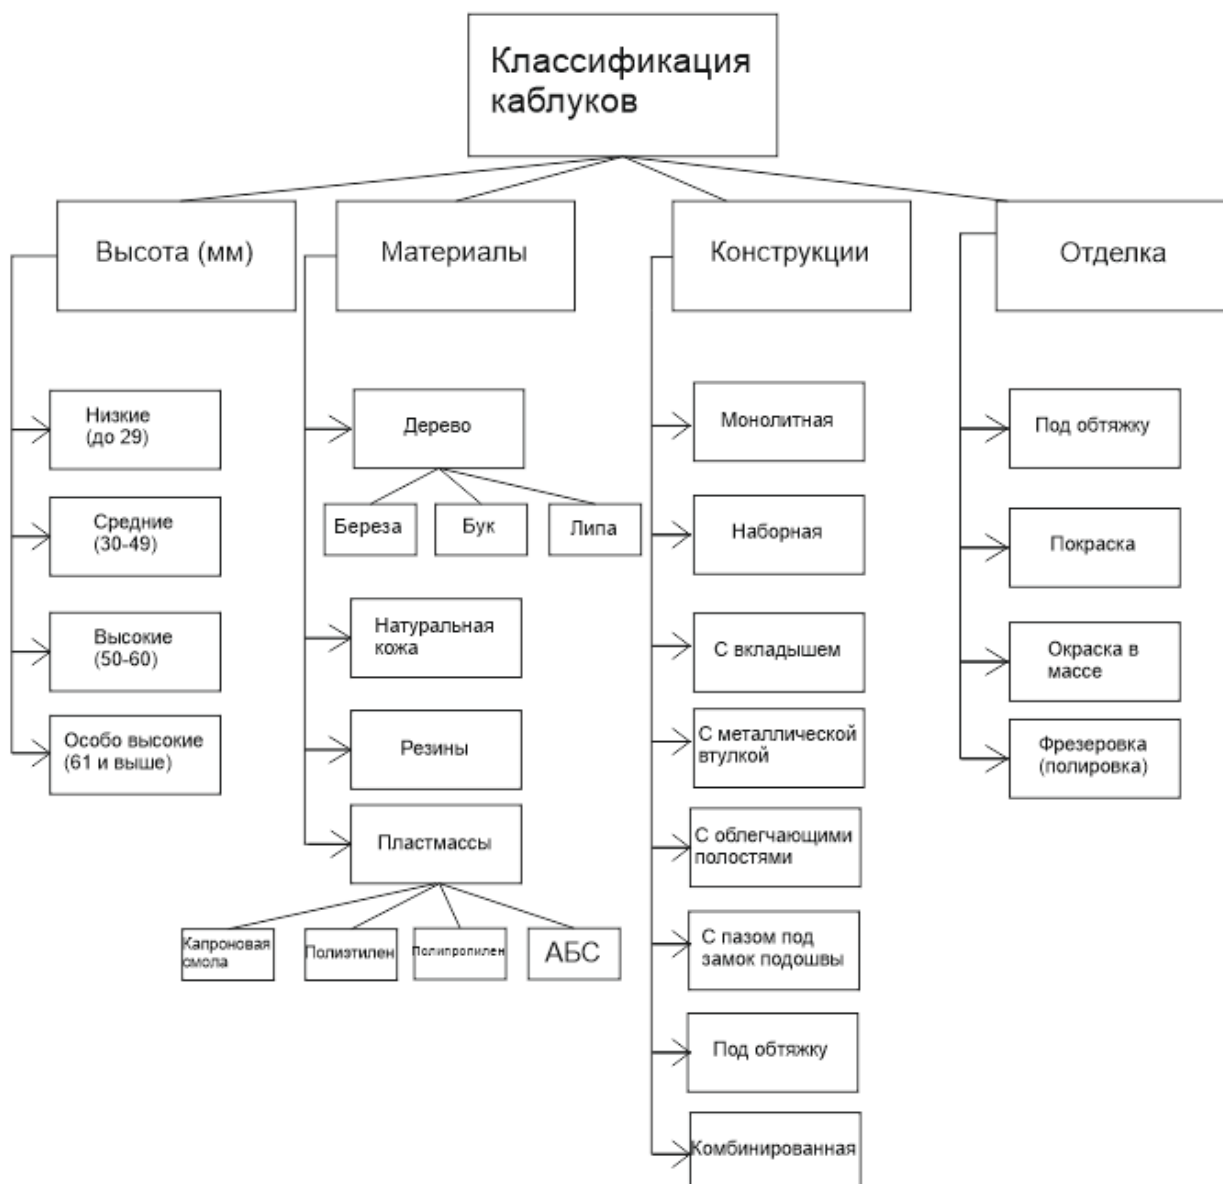 Классификация
каблуков
Высота (мм)
Материалы
Конструкции
Отделка
Низкие
(до 29)
Средние
(30-49)
Высокие
(50-60)
Особо высокие
(61 и выше)
Дерево
Береза
Бук
Липа
Натуральная
кожа
Резины
Пластмассы
Капроновая
смола
Полиэтилен
Полипропилен
АБС
Монолитная
Наборная
С вкладышем
С металлической
втулкой
С облегчающими
полостями
С пазом под
замок подошвы
Под обтяжку
Комбинированная
Под обтяжку
Покраска
Окраска в
массе
Фрезеровка
(полировка)